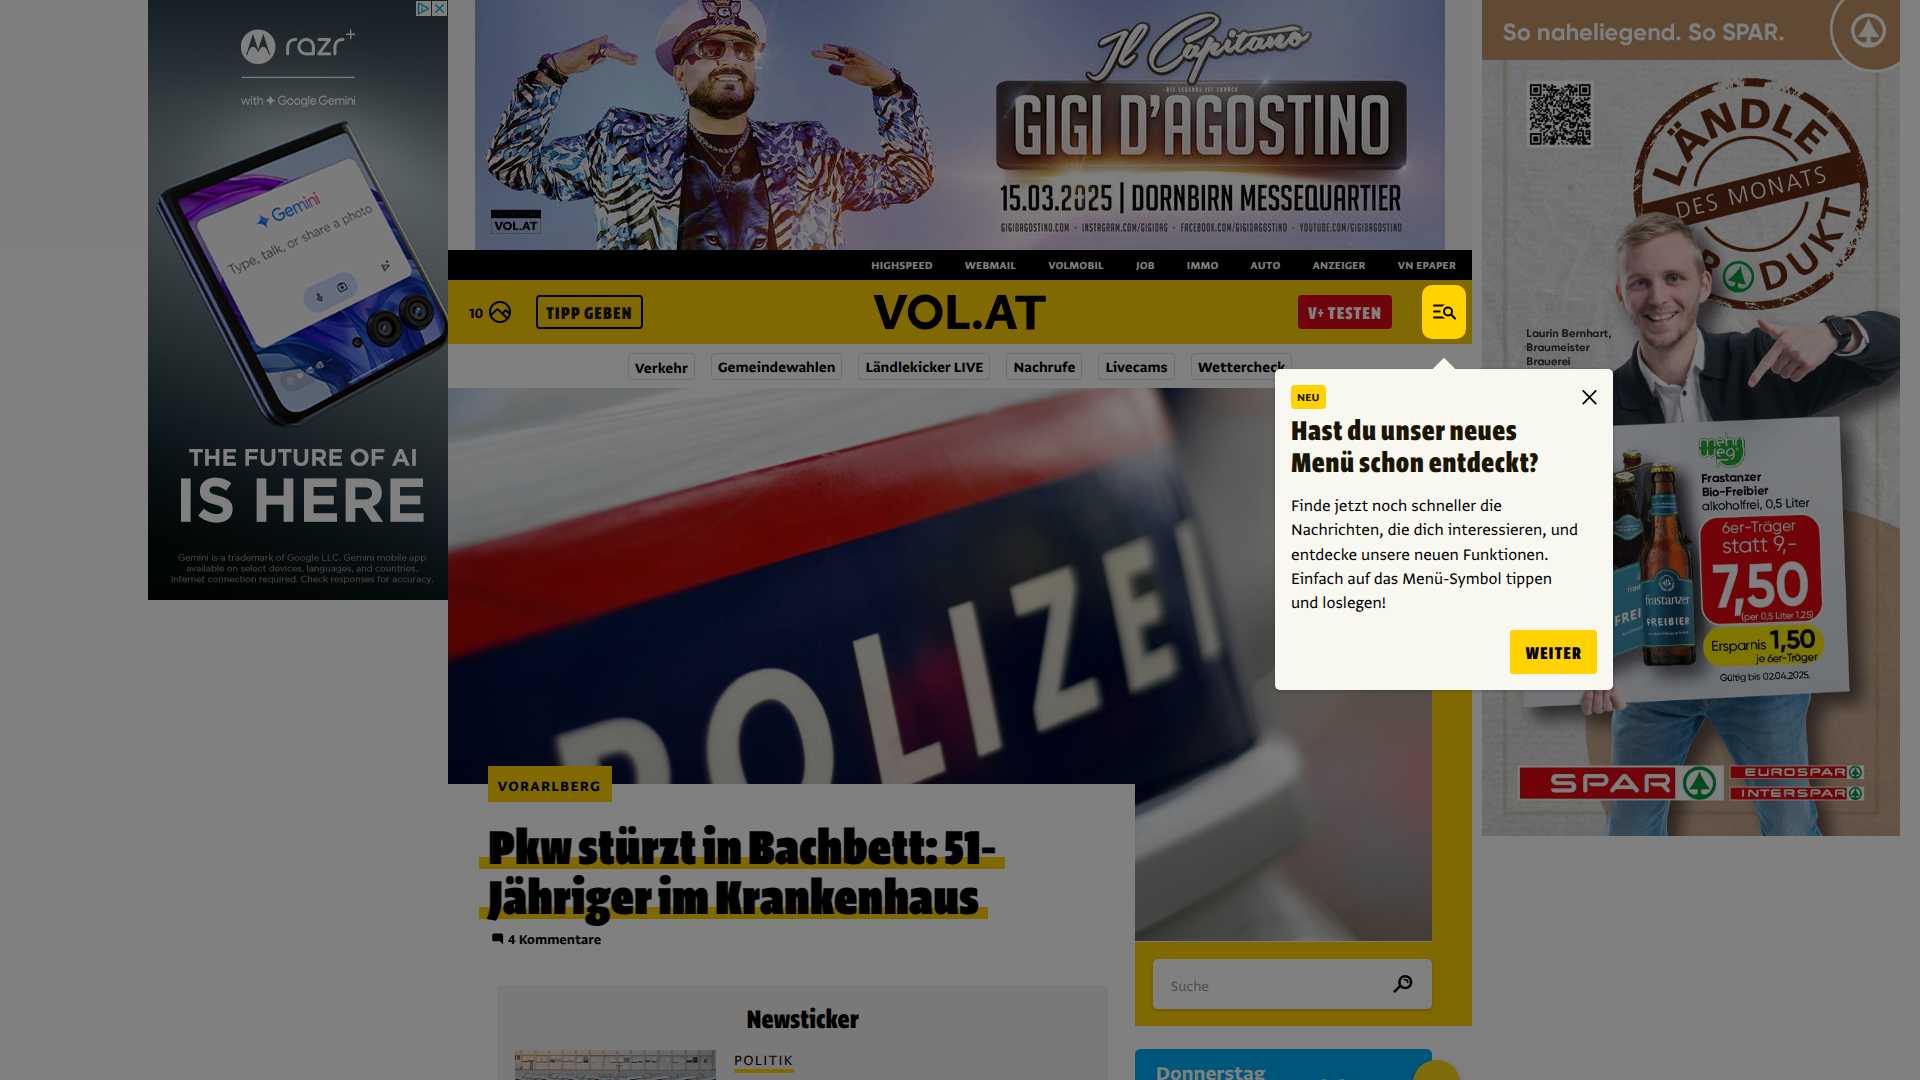 razr+
with Google Gemini
Gemini
Type, talk, or share a photo
THE FUTURE OF AI
IS HERE
Gemini is a trademark of Google LLC. Gemini mobile app
available on select devices, languages, and countries.
Internet connection required. Check responses for accuracy.
Il Capitano
DIE LEGENDE IST ZURÜCK
GIGI D'AGOSTINO
15.03.2025 | DORNBIRN MESSEQUARTIER
GIGIDAGOSTINO.COM - INSTAGRAM.COM/GIGIDAG - FACEBOOK.COM/GIGIDAGOSTINO - YOUTUBE.COM/GIGIDAGOSTINO
VOL.AT
So naheliegend. So SPAR.
LÄNDLE
DES MONATS
PRODUKT
Laurin Bernhart,
Braumeister
Brauerei
mehr
weg
Frastanzer
Bio-Freibier
alkoholfrei, 0,5 Liter
6er-Träger
statt 9,-
7,50
(per 0,5 Liter 1,25)
Ersparnis 1,50
je 6er-Träger
Gültig bis 02.04.2025.
frastanzer
FREIBIER
SPAR
EUROSPAR
INTERSPAR
HIGHSPEED WEBMAIL VOLMOBIL JOB IMMO AUTO ANZEIGER VN EPAPER
10 TIPP GEBEN VOL.AT V+ TESTEN
Verkehr Gemeindewahlen Ländlekicker LIVE Nachrufe Livecams Wettercheck
NEU
Hast du unser neues
Menü schon entdeckt?
Finde jetzt noch schneller die
Nachrichten, die dich interessieren, und
entdecke unsere neuen Funktionen.
Einfach auf das Menü-Symbol tippen
und loslegen!
WEITER
POLIZEI
VORARLBERG
Pkw stürzt in Bachbett: 51-
Jähriger im Krankenhaus
4 Kommentare
Suche
Newsticker
POLITIK
Donnerstag